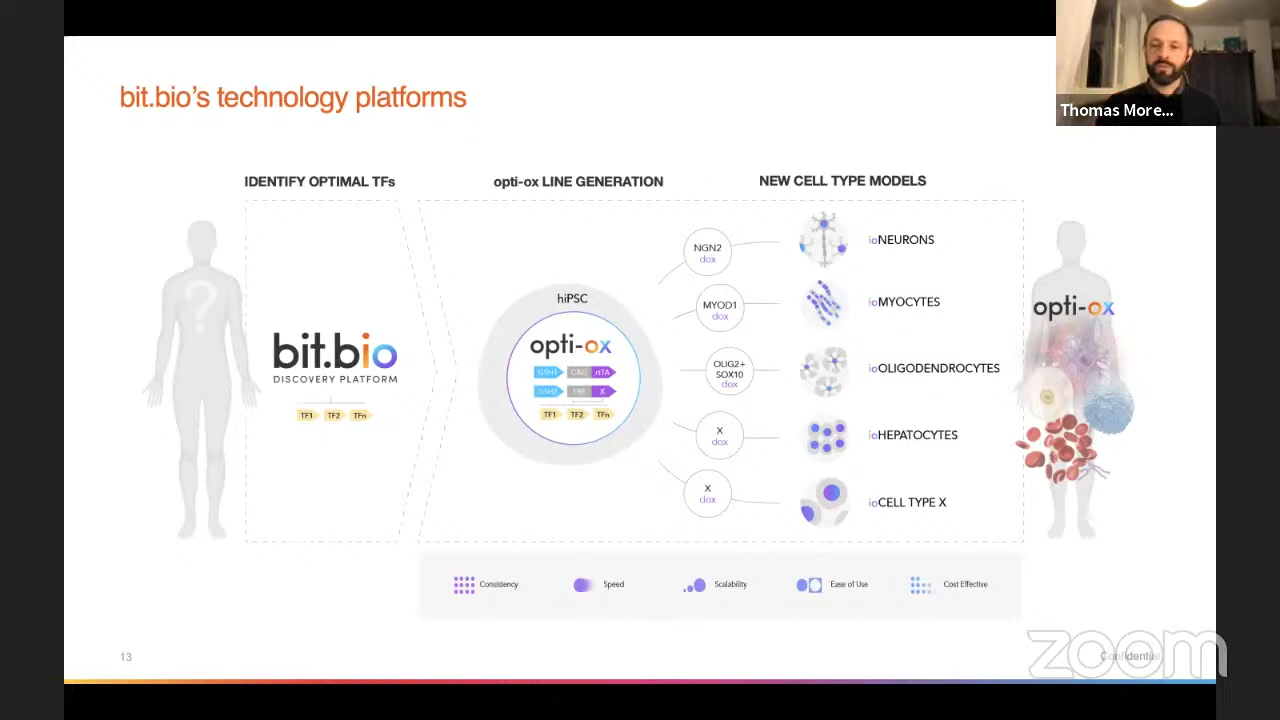 Thomas More...
bit.bio's technology platforms
IDENTIFY OPTIMAL TFs
opti-ox LINE GENERATION
NEW CELL TYPE MODELS
?
bit.bio
DISCOVERY PLATFORM
TF1 TF2 TFn
hiPSC
opti-ox
GSH1 CAG rtTA
GSH2 TRE X
TF1 TF2 TFn
NGN2
dox
ioNEURONS
MYOD1
dox
ioMYOCYTES
OLIG2+
SOX10
dox
ioOLIGODENDROCYTES
X
dox
ioHEPATOCYTES
X
dox
ioCELL TYPE X
opti-ox
Consistency
Speed
Scalability
Ease of Use
Cost Effective
13
Confidential
zoom